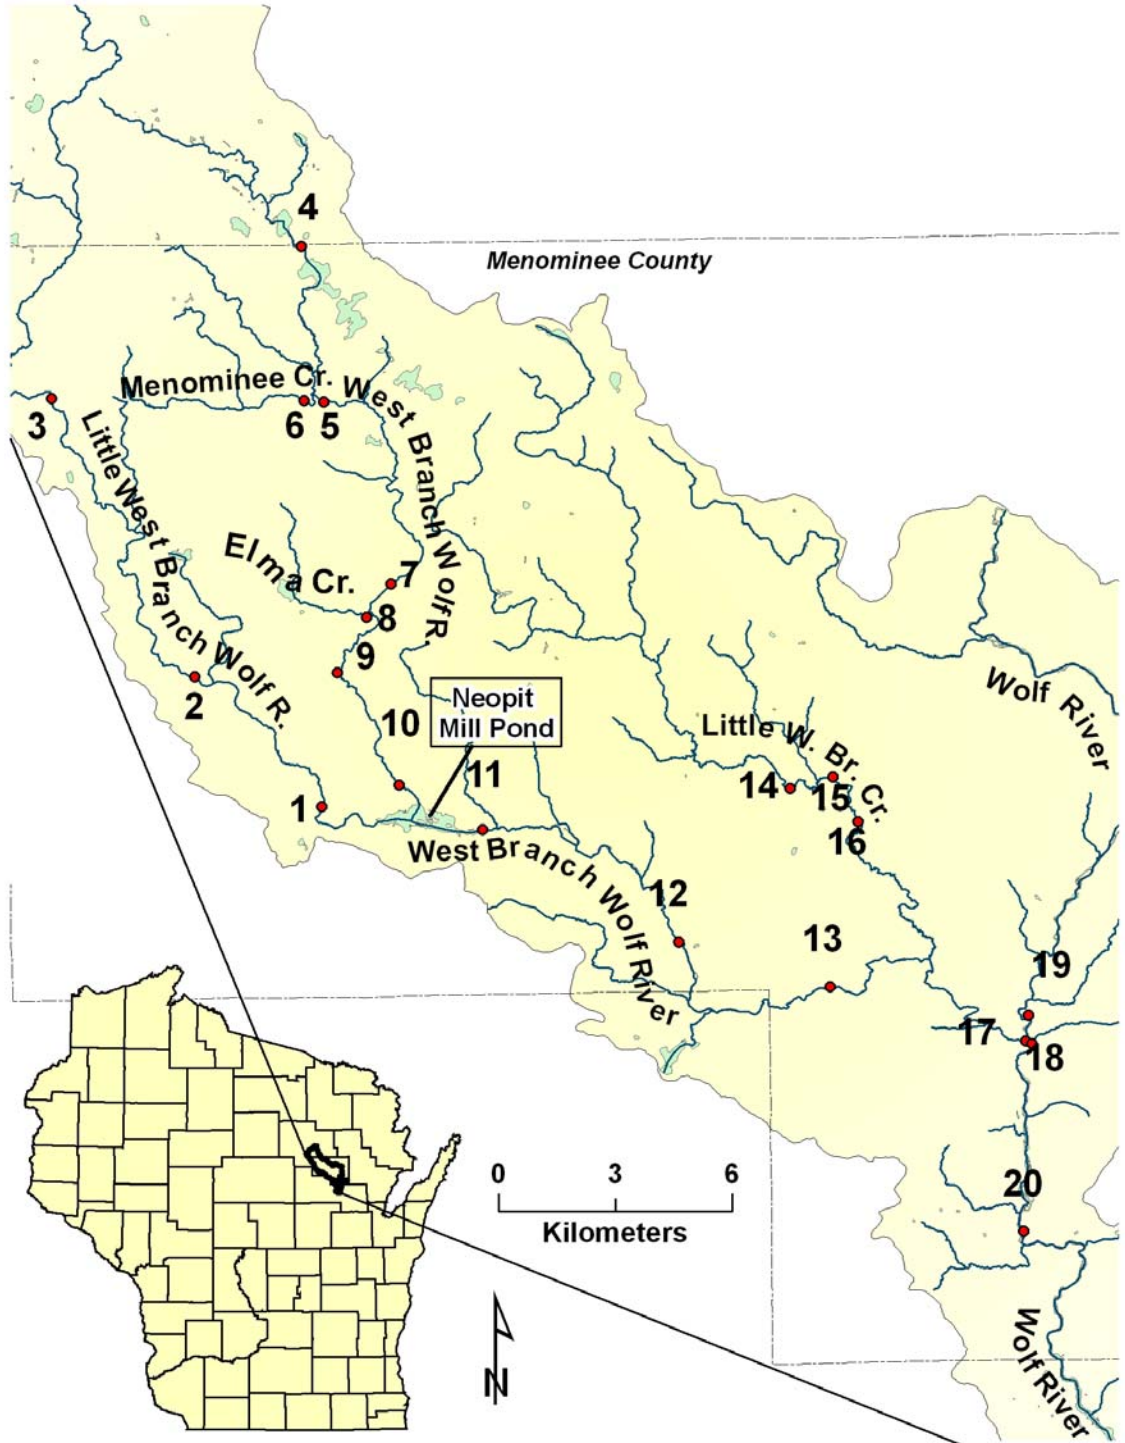 4
Menominee County
Menominee Cr.
West Branch Wolf R.
3
6
5
Little West Branch Wolf R.
Elma Cr.
7
8
9
2
10
Neopit
Mill Pond
Wolf River
Little W. Br. Cr.
11
14
15
1
16
West Branch Wolf River
12
13
19
17
18
20
0 3 6
Kilometers
N
Wolf River